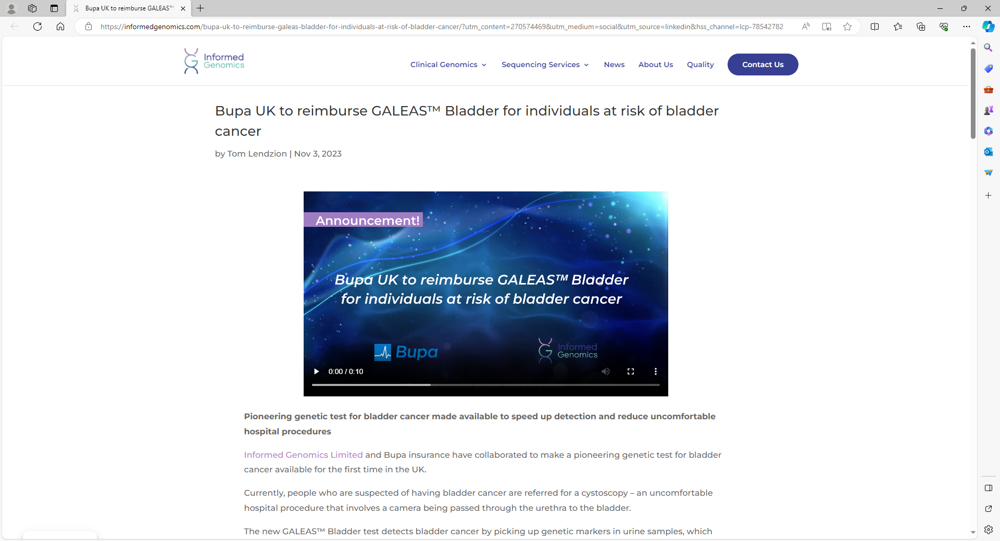 Bupa UK to reimburse GALEAS™
https://informedgenomics.com/bupa-uk-to-reimburse-galeas-bladder-for-individuals-at-risk-of-bladder-cancer/?utm_content=270574469&utm_medium=social&utm_source=linkedin&hss_channel=lcp-78542782
Informed
Genomics
Clinical Genomics
Sequencing Services
News
About Us
Quality
Contact Us
Bupa UK to reimburse GALEAS™ Bladder for individuals at risk of bladder
cancer
by Tom Lendzion | Nov 3, 2023
Announcement!
Bupa UK to reimburse GALEAS™ Bladder
for individuals at risk of bladder cancer
Bupa
Informed
Genomics
0:00 / 0:10
Pioneering genetic test for bladder cancer made available to speed up detection and reduce uncomfortable
hospital procedures
Informed Genomics Limited and Bupa insurance have collaborated to make a pioneering genetic test for bladder
cancer available for the first time in the UK.
Currently, people who are suspected of having bladder cancer are referred for a cystoscopy – an uncomfortable
hospital procedure that involves a camera being passed through the urethra to the bladder.
The new GALEAS™ Bladder test detects bladder cancer by picking up genetic markers in urine samples, which